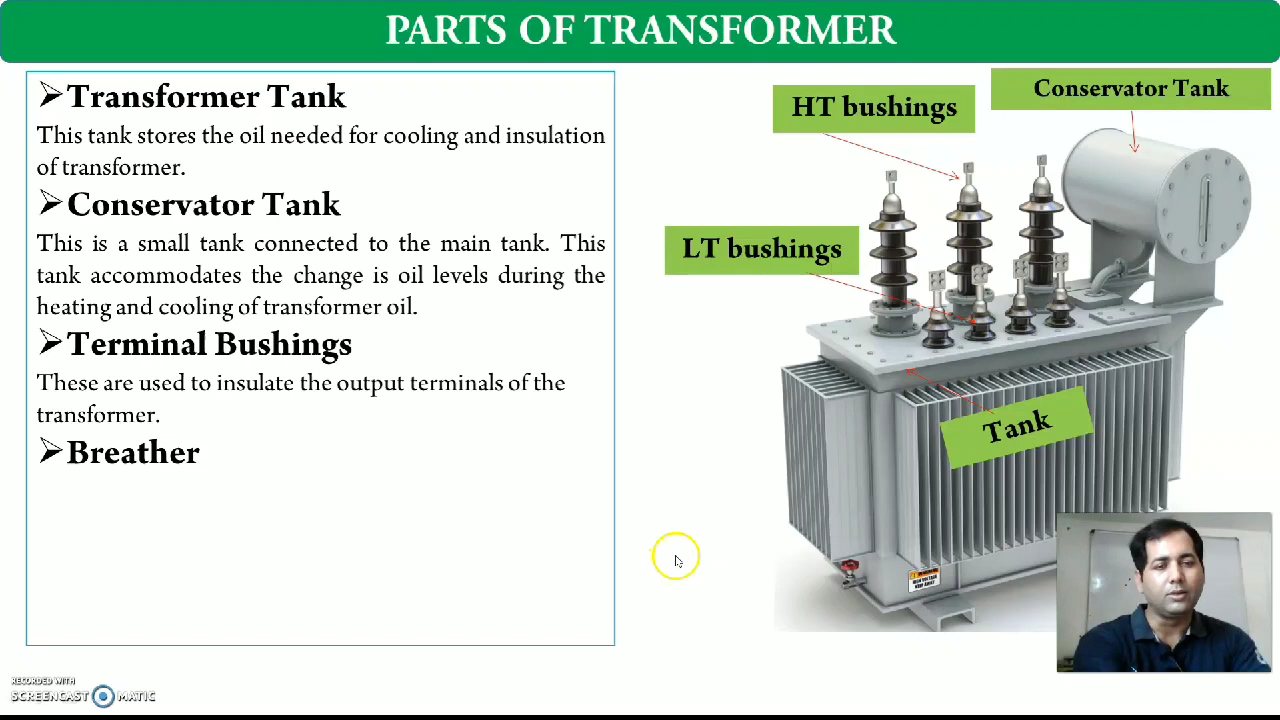 PARTS OF TRANSFORMER
➢Transformer Tank
This tank stores the oil needed for cooling and insulation
of transformer.
➢Conservator Tank
This is a small tank connected to the main tank. This
tank accommodates the change is oil levels during the
heating and cooling of transformer oil.
➢Terminal Bushings
These are used to insulate the output terminals of the
transformer.
➢Breather
HT bushings
Conservator Tank
LT bushings
Tank
RECORDED WITH
SCREENCAST MATIC